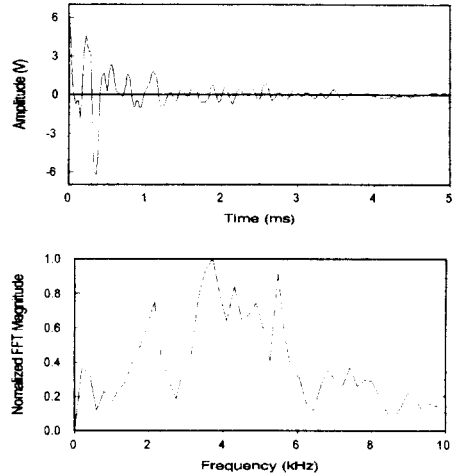 6
3
0
-3
-6
Amplitude (V)
0 1 2 3 4 5
Time (ms)
1.0
0.8
0.6
0.4
0.2
0.0
Normalized FFT Magnitude
0 2 4 6 8 10
Frequency (kHz)